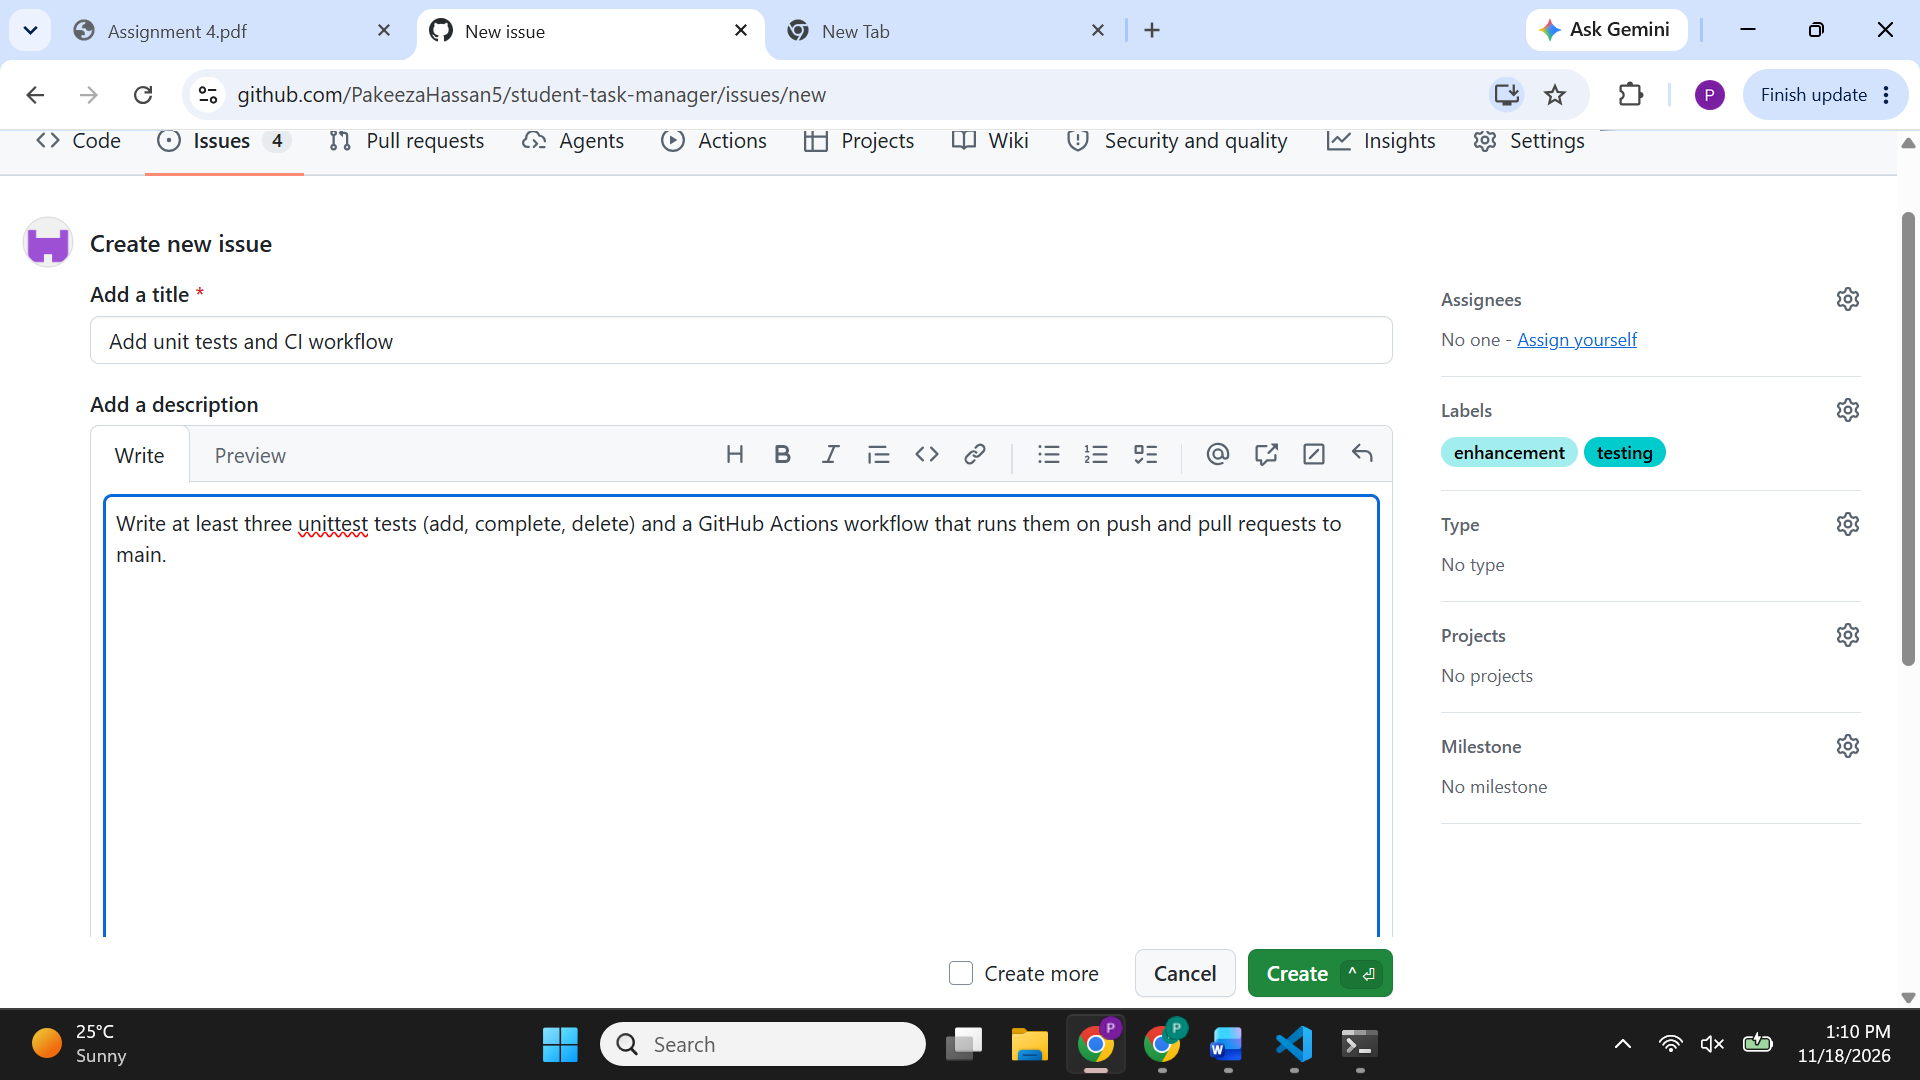 Assignment 4.pdf
New issue
New Tab
Ask Gemini
github.com/PakeezaHassan5/student-task-manager/issues/new
P
Finish update
Code
Issues 4
Pull requests
Agents
Actions
Projects
Wiki
Security and quality
Insights
Settings
Create new issue
Add a title *
Add unit tests and CI workflow
Add a description
Write
Preview
Write at least three unittest tests (add, complete, delete) and a GitHub Actions workflow that runs them on push and pull requests to
main.
Assignees
No one - Assign yourself
Labels
enhancement testing
Type
No type
Projects
No projects
Milestone
No milestone
Create more
Cancel
Create ^ ⏎
25°C
Sunny
Search
P
P
W
1:10 PM
11/18/2026